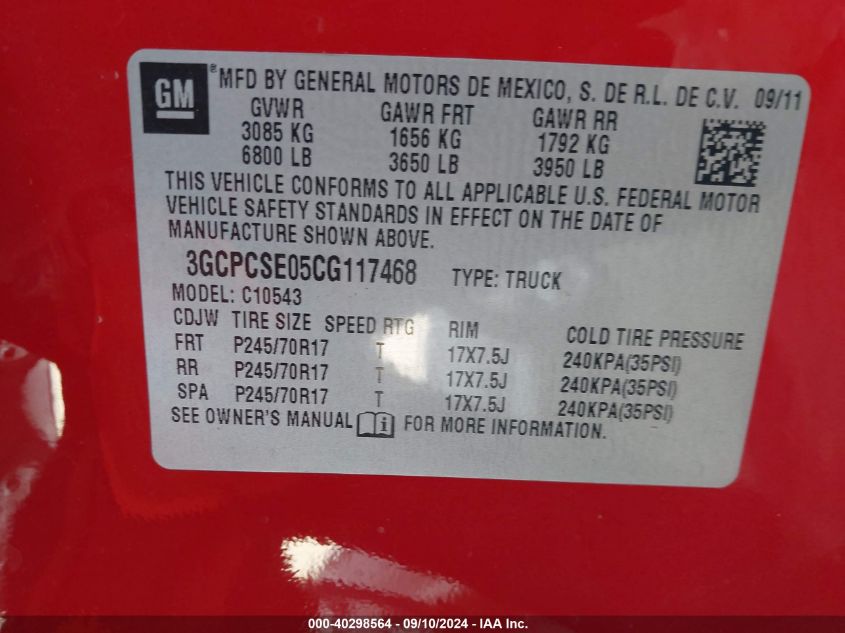 GM ® MFD BY GENERAL MOTORS DE MEXICO, S. DE R.L. DE C.V. 09/11
GVWR GAWR FRT GAWR RR
3085 KG 1656 KG 1792 KG
6800 LB 3650 LB 3950 LB
THIS VEHICLE CONFORMS TO ALL APPLICABLE U.S. FEDERAL MOTOR
VEHICLE SAFETY STANDARDS IN EFFECT ON THE DATE OF
MANUFACTURE SHOWN ABOVE.
3GCPCSE05CG117468 TYPE: TRUCK
MODEL: C10543
CDJW TIRE SIZE SPEED RTG RIM COLD TIRE PRESSURE
FRT P245/70R17 T 17X7.5J 240KPA(35PSI)
RR P245/70R17 T 17X7.5J 240KPA(35PSI)
SPA P245/70R17 T 17X7.5J 240KPA(35PSI)
SEE OWNER'S MANUAL i FOR MORE INFORMATION.
000-40298564 - 09/10/2024 - IAA Inc.